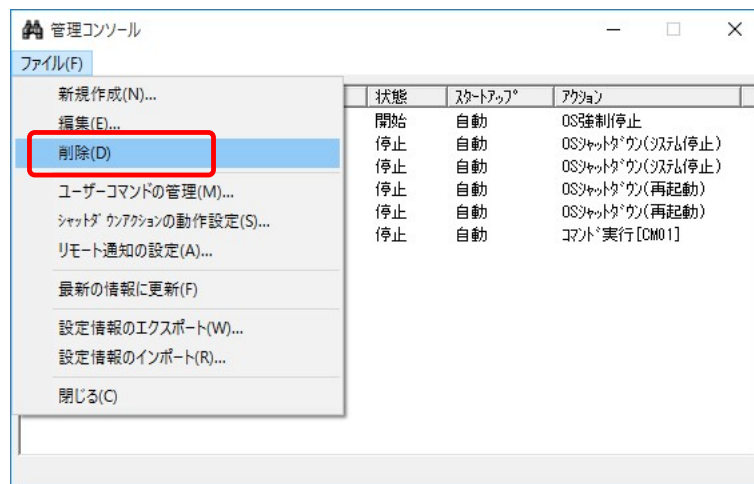 管理コンソール
ファイル(F)
新規作成(N)...
編集(E)...
削除(D)
ユーザーコマンドの管理(M)...
ｼｬｯﾄﾀﾞｳﾝｱｸｼｮﾝの動作設定(S)...
リモート通知の設定(A)...
最新の情報に更新(F)
設定情報のエクスポート(W)...
設定情報のインポート(R)...
閉じる(C)
状態 ｽﾀｰﾄｱｯﾌﾟ ｱｸｼｮﾝ
開始 自動 OS強制停止
停止 自動 OSｼｬｯﾄﾀﾞｳﾝ(ｼｽﾃﾑ停止)
停止 自動 OSｼｬｯﾄﾀﾞｳﾝ(ｼｽﾃﾑ停止)
停止 自動 OSｼｬｯﾄﾀﾞｳﾝ(再起動)
停止 自動 OSｼｬｯﾄﾀﾞｳﾝ(再起動)
停止 自動 ｺﾏﾝﾄﾞ実行[CM01]